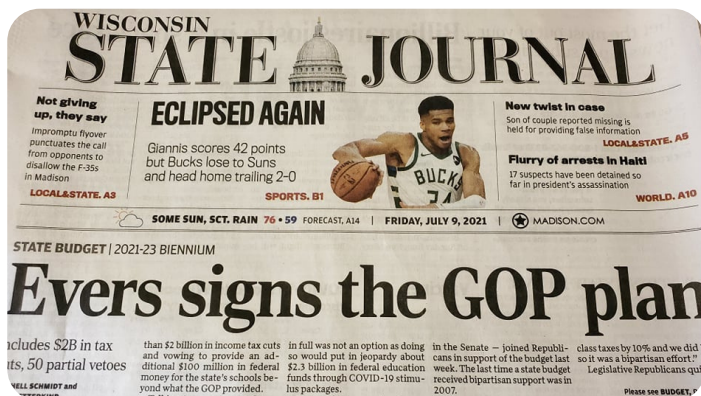 WISCONSIN
STATE JOURNAL
Not giving
up, they say
Impromptu flyover
punctuates the call
from opponents to
disallow the F-35s
in Madison
LOCAL&STATE. A3
ECLIPSED AGAIN
Giannis scores 42 points
but Bucks lose to Suns
and head home trailing 2-0
SPORTS. B1
BUCKS
34
New twist in case
Son of couple reported missing is
held for providing false information
LOCAL&STATE. A5
Flurry of arrests in Haiti
17 suspects have been detained so
far in president's assassination
WORLD. A10
SOME SUN, SCT. RAIN 76 • 59 FORECAST, A14 | FRIDAY, JULY 9, 2021 | MADISON.COM
STATE BUDGET | 2021-23 BIENNIUM
Evers signs the GOP plan
ncludes $2B in tax
uts, 50 partial vetoes
NELL SCHMIDT and
than $2 billion in income tax cuts
and vowing to provide an ad-
ditional $100 million in federal
money for the state's schools be-
yond what the GOP provided.
in full was not an option as doing
so would put in jeopardy about
$2.3 billion in federal education
funds through COVID-19 stimu-
lus packages.
in the Senate — joined Republi-
cans in support of the budget last
week. The last time a state budget
received bipartisan support was in
2007.
class taxes by 10% and we did
so it was a bipartisan effort."
Legislative Republicans qui
Please see BUDGET, P